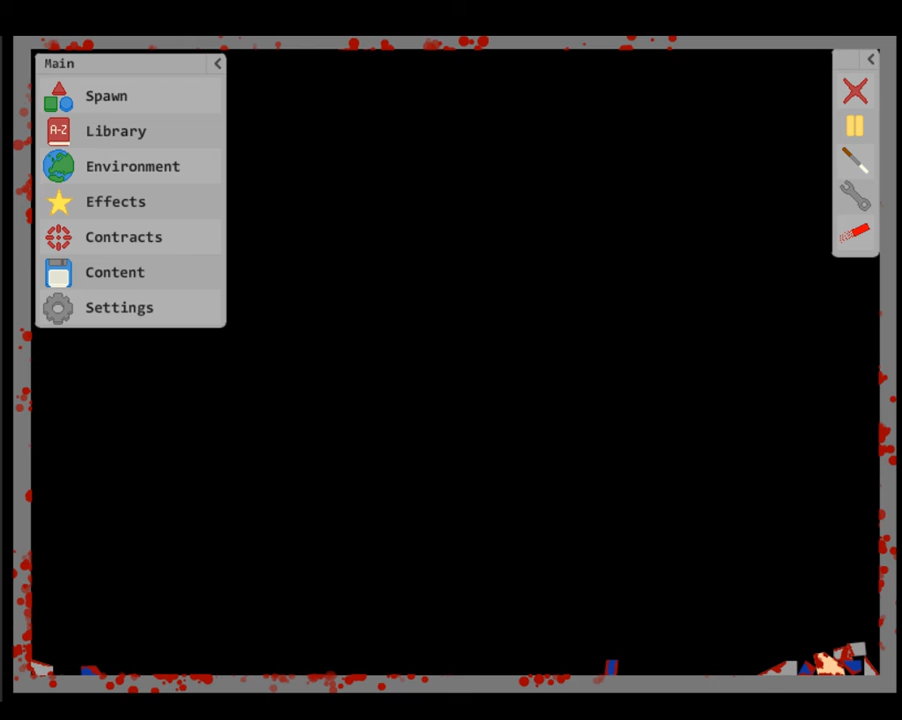 Main
Spawn
A-Z
Library
Environment
Effects
Contracts
Content
Settings